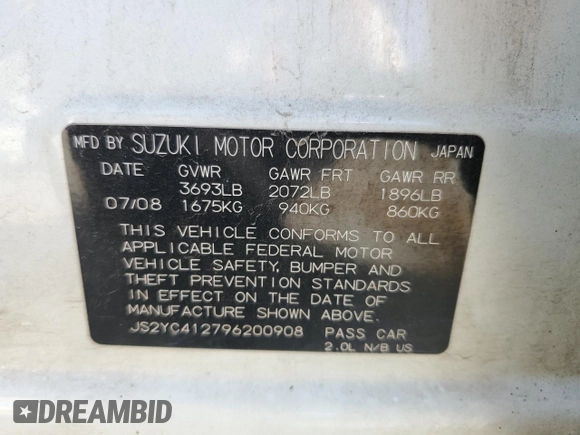 MFD BY SUZUKI MOTOR CORPORATION JAPAN
DATE GVWR GAWR FRT GAWR RR
3693LB 2072LB 1896LB
07/08 1675KG 940KG 860KG
THIS VEHICLE CONFORMS TO ALL
APPLICABLE FEDERAL MOTOR
VEHICLE SAFETY, BUMPER AND
THEFT PREVENTION STANDARDS
IN EFFECT ON THE DATE OF
MANUFACTURE SHOWN ABOVE.
JS2YC412796200908 PASS CAR
2.0L N/B US
DREAMBID